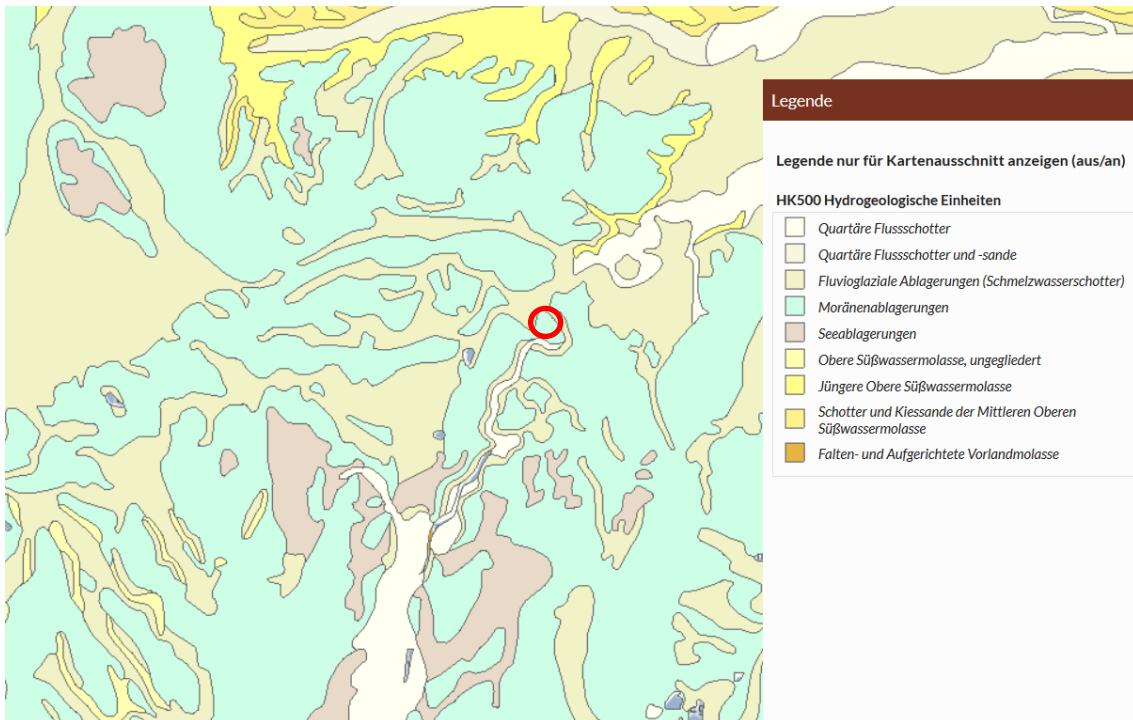 Legende
Legende nur für Kartenausschnitt anzeigen (aus/an)
HK500 Hydrogeologische Einheiten
Quartäre Flussschotter
Quartäre Flussschotter und -sande
Fluvioglaziale Ablagerungen (Schmelzwasserschotter)
Moränenablagerungen
Seeablagerungen
Obere Süßwassermolasse, ungegliedert
Jüngere Obere Süßwassermolasse
Schotter und Kiessande der Mittleren Oberen
Süßwassermolasse
Falten- und Aufgerichtete Vorlandmolasse